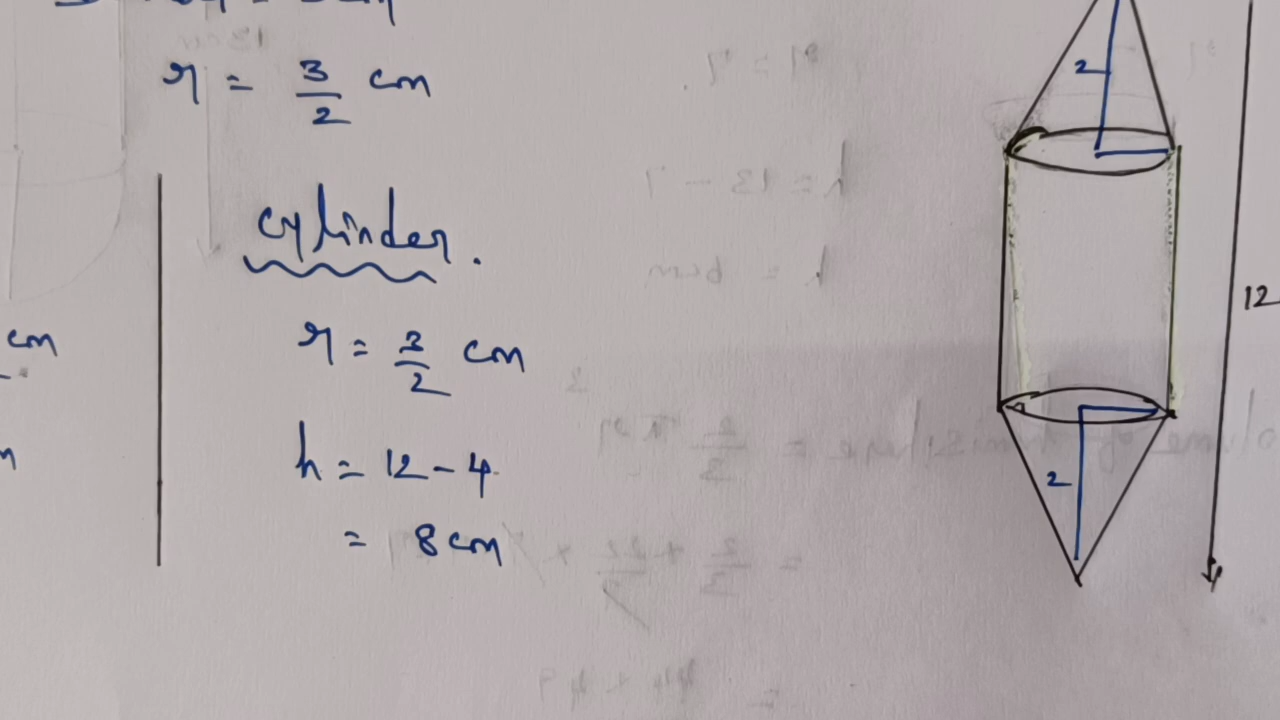 r = 3/2 cm
cylinder.
r = 3/2 cm
h = 12 - 4
= 8 cm
cm
2
12
2